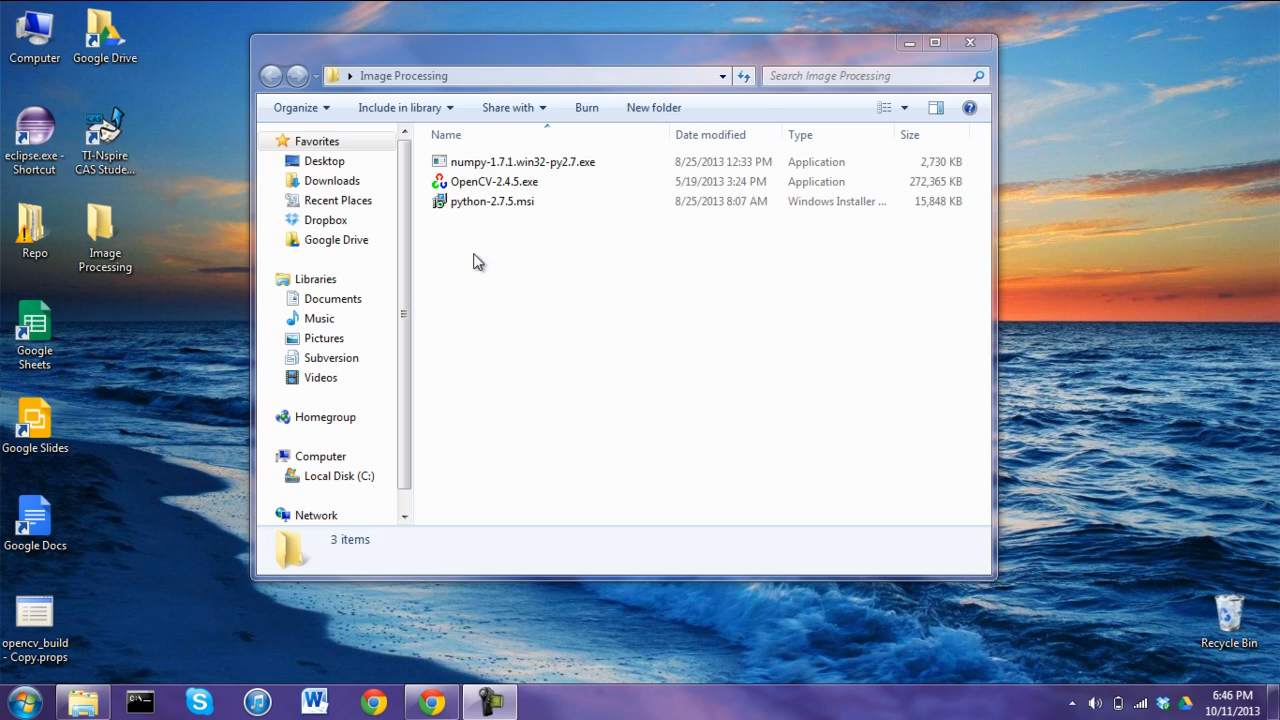 Computer
Google Drive
eclipse.exe - Shortcut
TI-Nspire CAS Stude...
Repo
Image Processing
Google Sheets
Google Slides
Google Docs
opencv_build - Copy.props
Image Processing
Search Image Processing
Organize
Include in library
Share with
Burn
New folder
Favorites
Desktop
Downloads
Recent Places
Dropbox
Google Drive
Libraries
Documents
Music
Pictures
Subversion
Videos
Homegroup
Computer
Local Disk (C:)
Network
Name Date modified Type Size
numpy-1.7.1.win32-py2.7.exe 8/25/2013 12:33 PM Application 2,730 KB
OpenCV-2.4.5.exe 5/19/2013 3:24 PM Application 272,365 KB
python-2.7.5.msi 8/25/2013 8:07 AM Windows Installer ... 15,848 KB
3 items
Recycle Bin
6:46 PM
10/11/2013